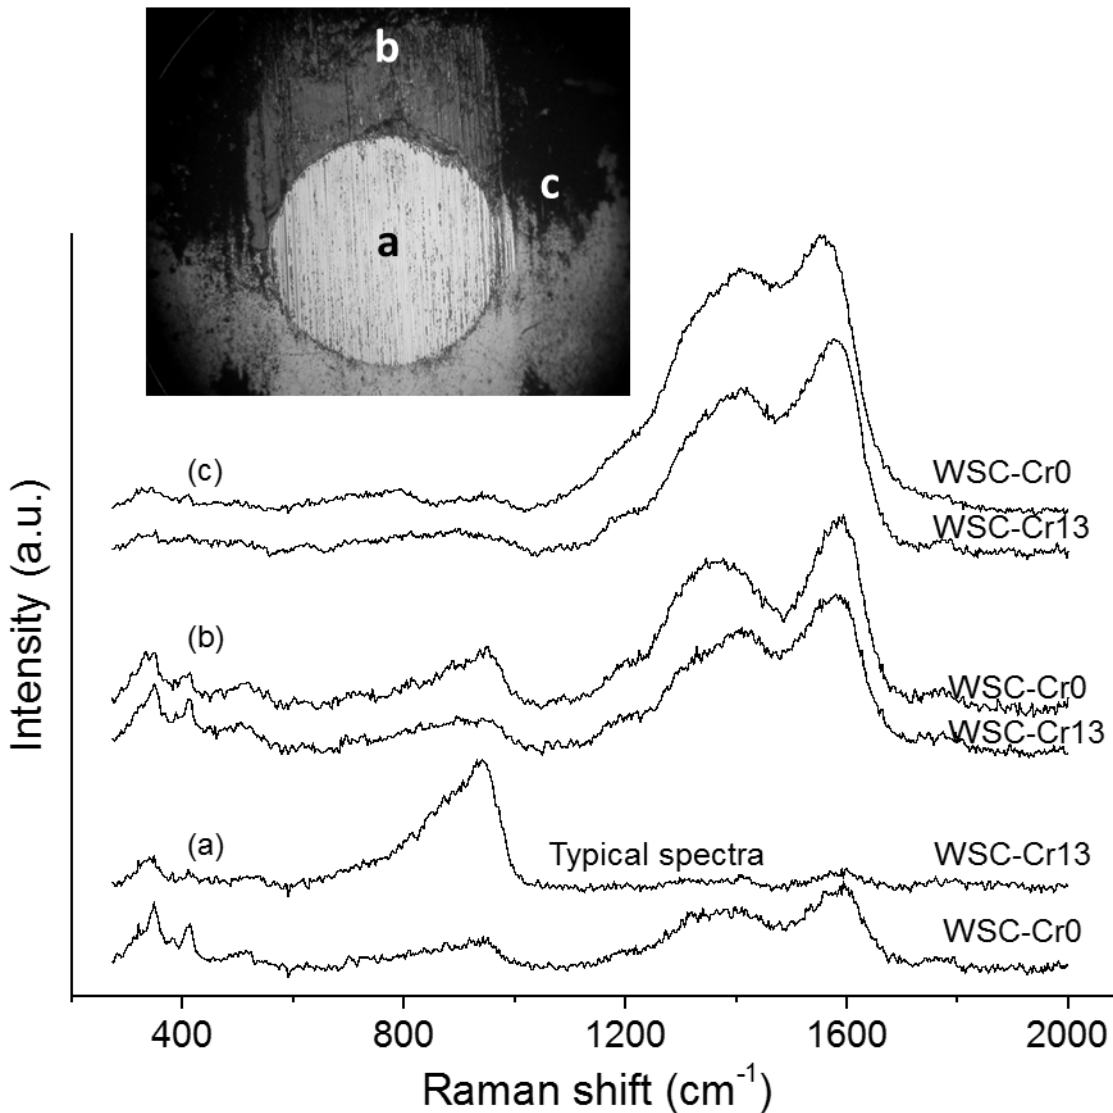 b
c
a
(c)
WSC-Cr0
WSC-Cr13
(b)
WSC-Cr0
WSC-Cr13
(a)
Typical spectra
WSC-Cr13
WSC-Cr0
Intensity (a.u.)
400 800 1200 1600 2000
Raman shift (cm⁻¹)